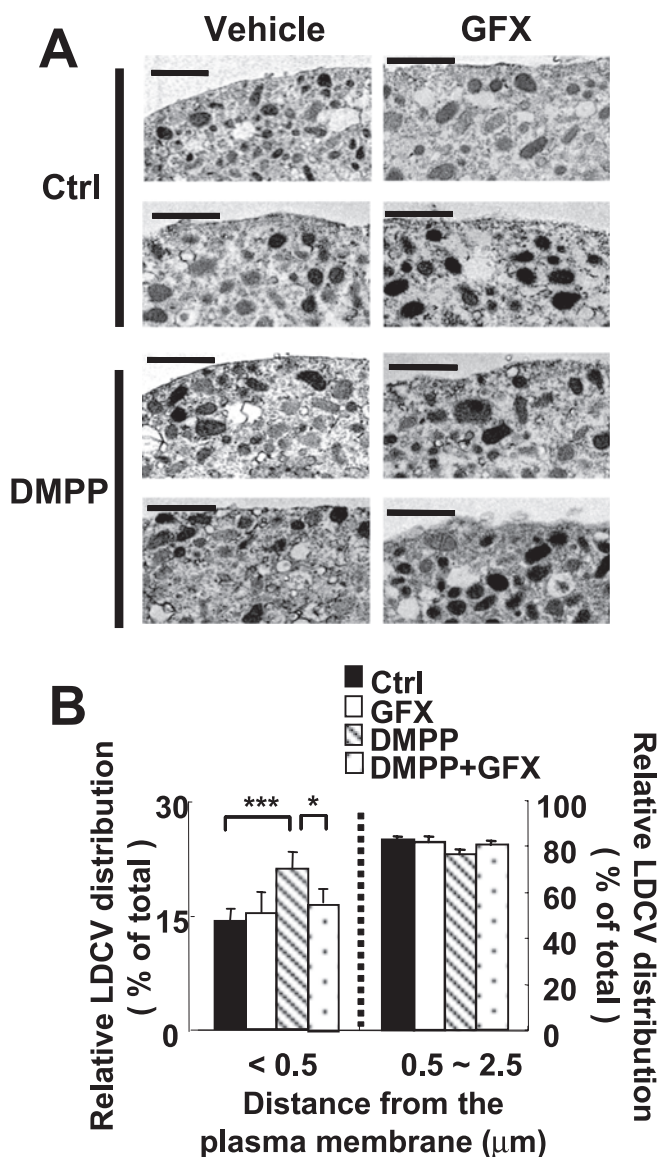 A
Vehicle GFX
Ctrl
DMPP
B
Ctrl
GFX
DMPP
DMPP+GFX
Relative LDCV distribution
( % of total)
30
15
0
*** *
100
80
60
40
20
0
Relative LDCV distribution
( % of total)
< 0.5 0.5 ~ 2.5
Distance from the
plasma membrane (μm)